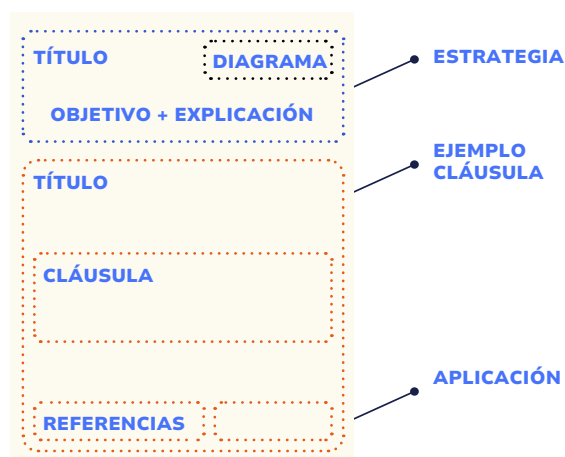 TÍTULO
DIAGRAMA
OBJETIVO + EXPLICACIÓN
ESTRATEGIA
TÍTULO
EJEMPLO
CLÁUSULA
CLÁUSULA
REFERENCIAS
APLICACIÓN